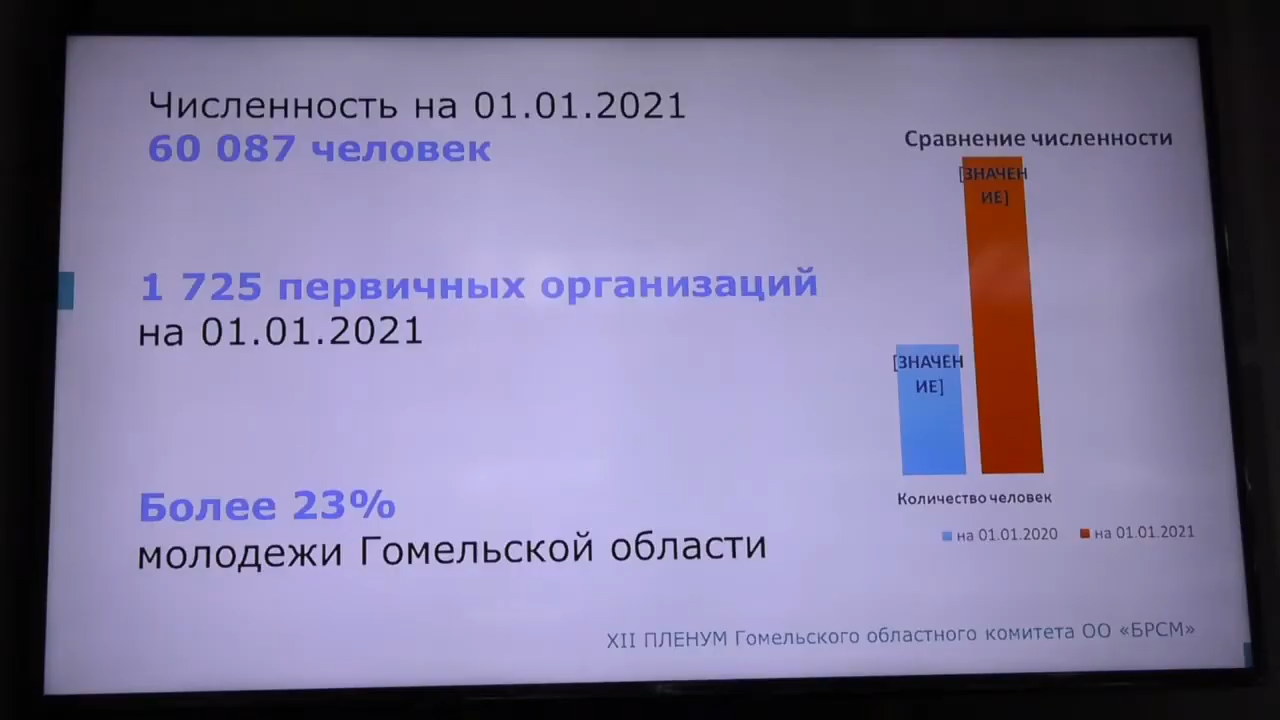 Численность на 01.01.2021
60 087 человек
1 725 первичных организаций
на 01.01.2021
Более 23%
молодежи Гомельской области
Сравнение численности
[ЗНАЧЕН
ИЕ]
[ЗНАЧЕН
ИЕ]
Количество человек
на 01.01.2020 на 01.01.2021
XII ПЛЕНУМ Гомельского областного комитета ОО «БРСМ»